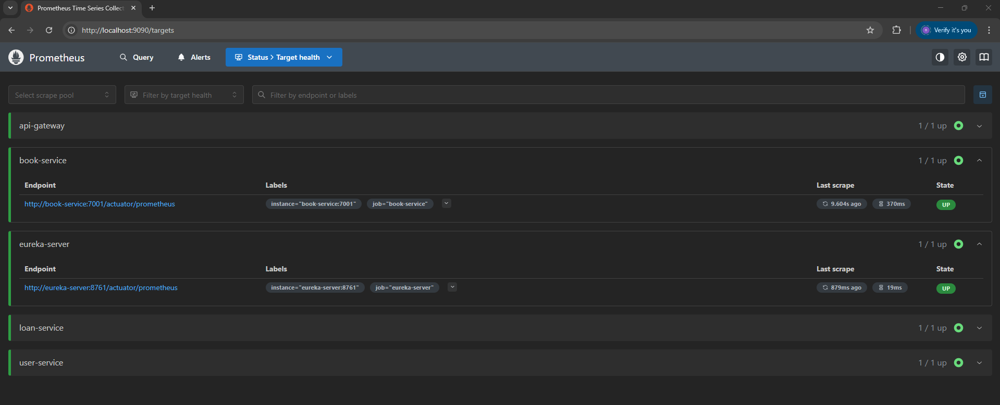 Prometheus Time Series Collect
http://localhost:9090/targets
Verify it's you
n
Prometheus
Query
Alerts
Status > Target health
Select scrape pool
Filter by target health
Filter by endpoint or labels
api-gateway
1 / 1 up
book-service
1 / 1 up
Endpoint Labels Last scrape State
http://book-service:7001/actuator/prometheus instance="book-service:7001" job="book-service" 9.604s ago 370ms UP
eureka-server
1 / 1 up
Endpoint Labels Last scrape State
http://eureka-server:8761/actuator/prometheus instance="eureka-server:8761" job="eureka-server" 879ms ago 19ms UP
loan-service
1 / 1 up
user-service
1 / 1 up